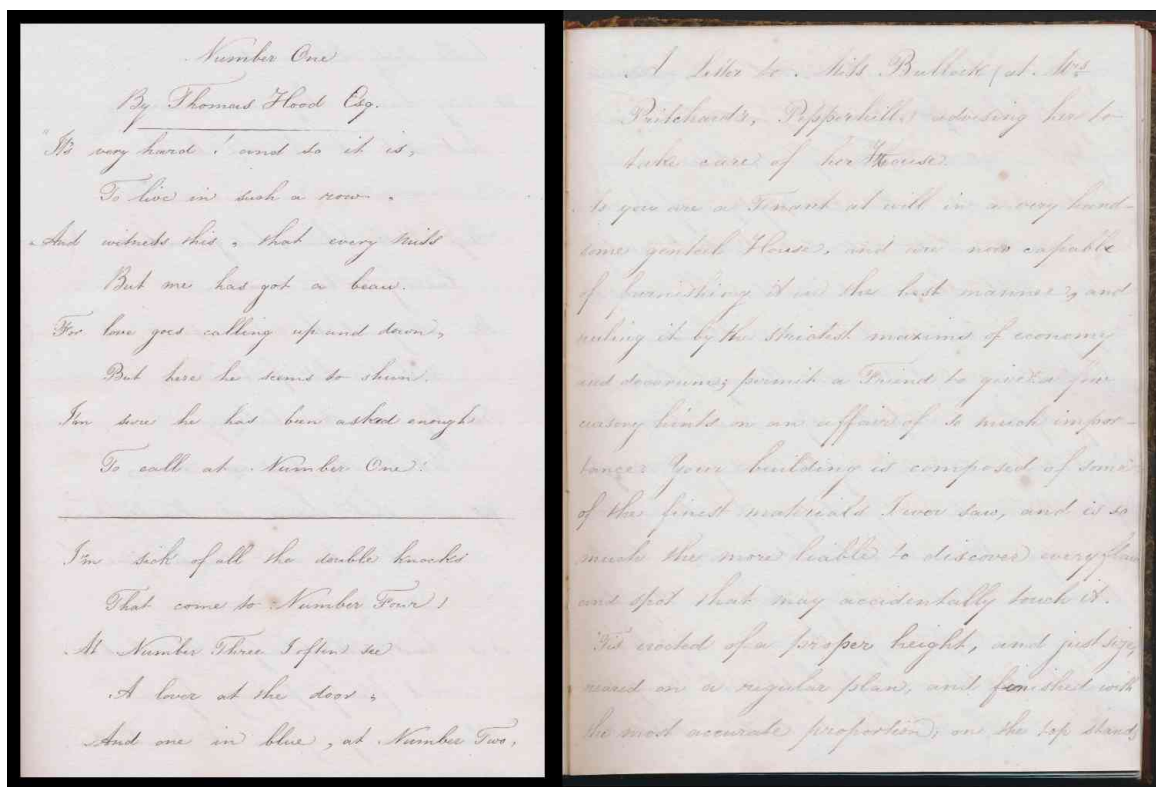 Number One
By Thomas Hood Esq.
"It's very hard! and so it is,
To live in such a row.
And witness this, that every Miss
But me has got a beau.
For love goes calling up and down,
But here he seems to shun.
I'm sure he has been asked enough
To call at Number One!
I'm sick of all the double knocks
That come to Number Four!
At Number Three I often see
A lover at the door,
And one in blue, at Number Two,
A Letter to Miss Bullock (at Mrs
Pritchard's, Pepperhill,) advising her to
take care of her House
As you are a Tenant at will in a very hand-
some genteel House, and are now capable
of furnishing it in the best manner, and
ruling it by the strictest maxims of economy
and decorum; permit a Friend to give a few
cursory hints in an affair of so much impor-
tance. Your building is composed of some
of the finest materials I ever saw, and is so
much the more liable to discover every flaw
and spot that may accidentally touch it.
'Tis erected of a proper height, and just size,
reared on a regular plan, and finished with
the most accurate proportion; on the top stands